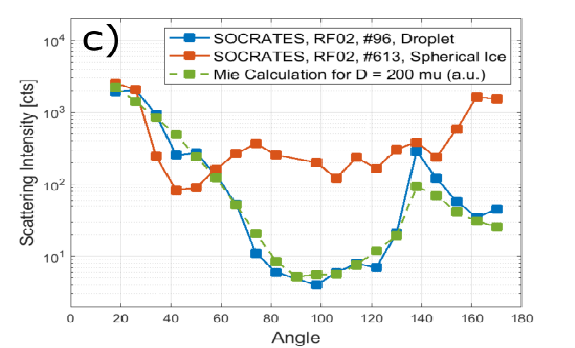 c)
SOCRATES, RF02, #96, Droplet
SOCRATES, RF02, #613, Spherical Ice
Mie Calculation for D = 200 mu (a.u.)
Scattering Intensity [cts]
10^4
10^3
10^2
10^1
0 20 40 60 80 100 120 140 160 180
Angle